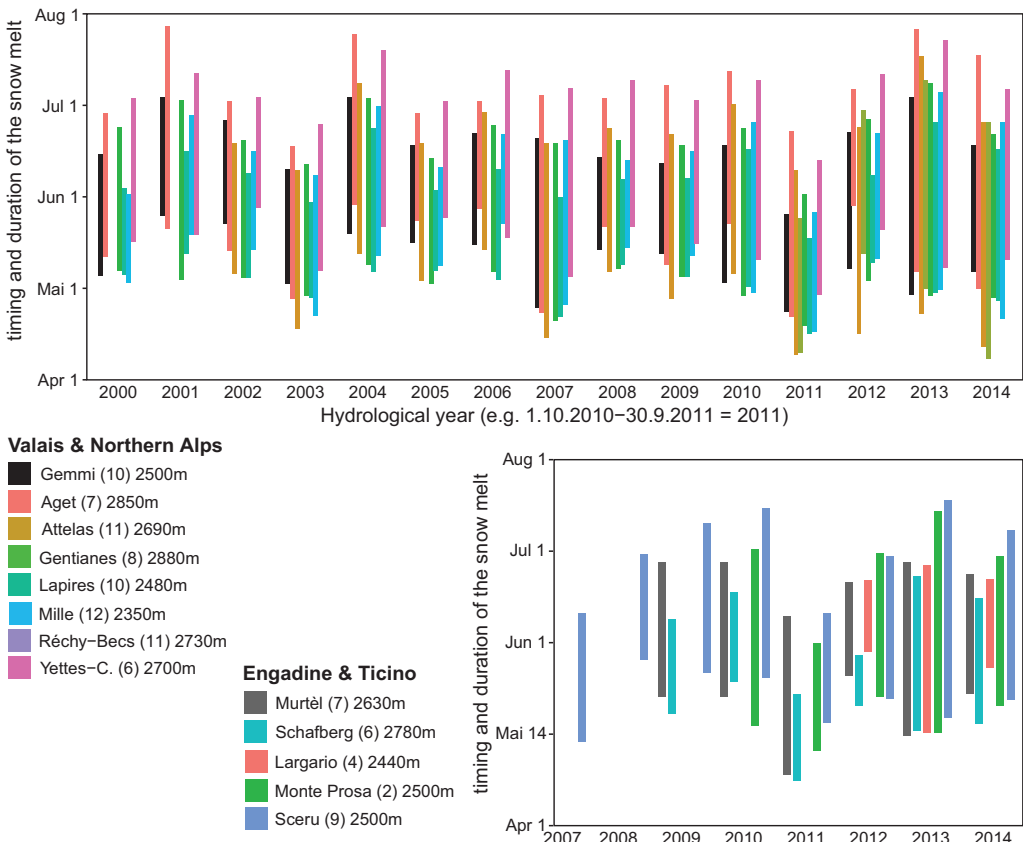 timing and duration of the snow melt
Aug 1
Jul 1
Jun 1
Mai 1
Apr 1
2000 2001 2002 2003 2004 2005 2006 2007 2008 2009 2010 2011 2012 2013 2014
Hydrological year (e.g. 1.10.2010−30.9.2011 = 2011)
Valais & Northern Alps
Gemmi (10) 2500m
Aget (7) 2850m
Attelas (11) 2690m
Gentianes (8) 2880m
Lapires (10) 2480m
Mille (12) 2350m
Réchy−Becs (11) 2730m
Yettes−C. (6) 2700m
Engadine & Ticino
Murtèl (7) 2630m
Schafberg (6) 2780m
Largario (4) 2440m
Monte Prosa (2) 2500m
Sceru (9) 2500m
timing and duration of the snow melt
Aug 1
Jul 1
Jun 1
Mai 14
Apr 1
2007 2008 2009 2010 2011 2012 2013 2014